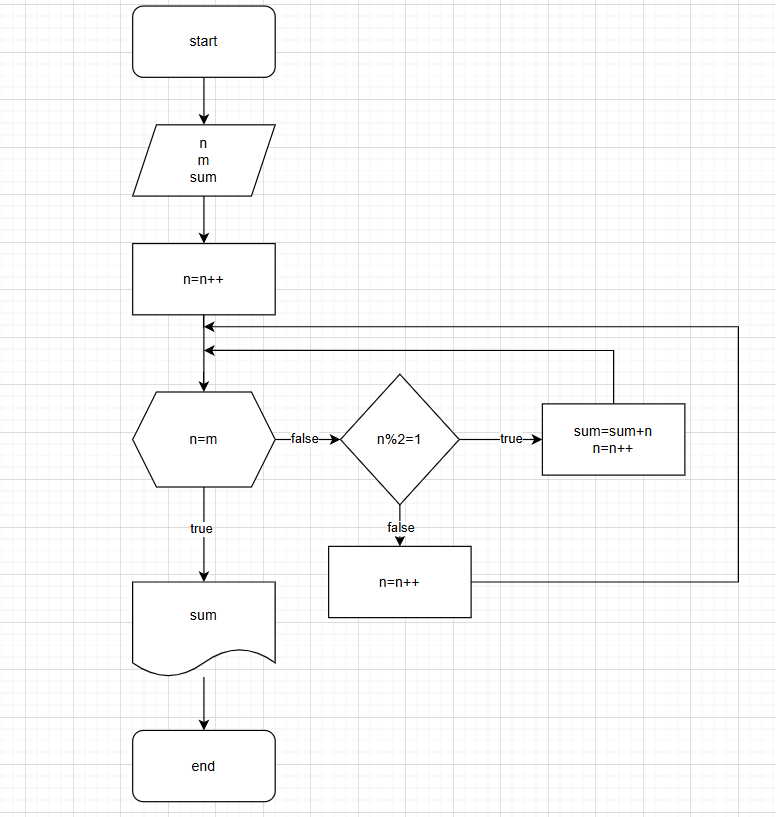 start
n
m
sum
n=n++
n=m
false
n%2=1
true
sum=sum+n
n=n++
true
false
n=n++
sum
end